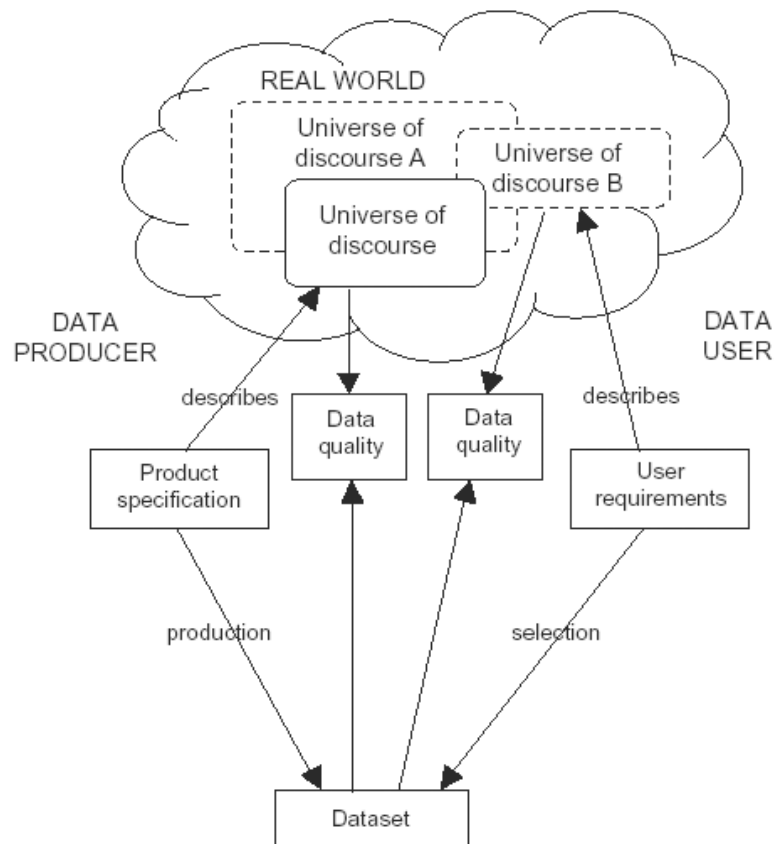 REAL WORLD
Universe of
discourse A
Universe of
discourse B
Universe of
discourse
DATA
PRODUCER
DATA
USER
describes
describes
Data
quality
Data
quality
Product
specification
User
requirements
production
selection
Dataset